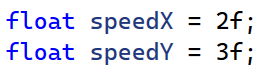 float speedX = 2f;
float speedY = 3f;